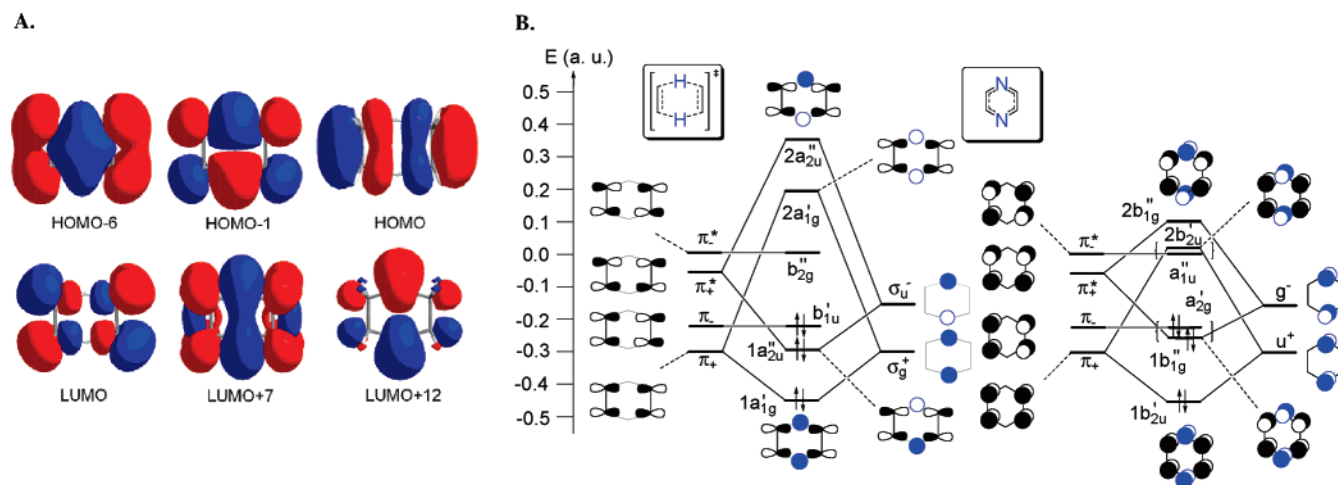 A.
HOMO-6 HOMO-1 HOMO
LUMO LUMO+7 LUMO+12
B.
E (a. u.)
0.5
0.4
0.3
0.2
0.1
0.0
-0.1
-0.2
-0.3
-0.4
-0.5
H
H
‡
2a₂ᵤ''
2a₁g'
π₋*
b₂g''
π₊*
π₋
b₁ᵤ'
1a₂ᵤ''
π₊
1a₁g'
σᵤ⁻
σg⁺
N
N
2b₁g''
2b₂ᵤ'
π₋*
a₁ᵤ''
π₊*
a₂g'
π₋
1b₁g''
π₊
1b₂ᵤ'
g⁻
u⁺